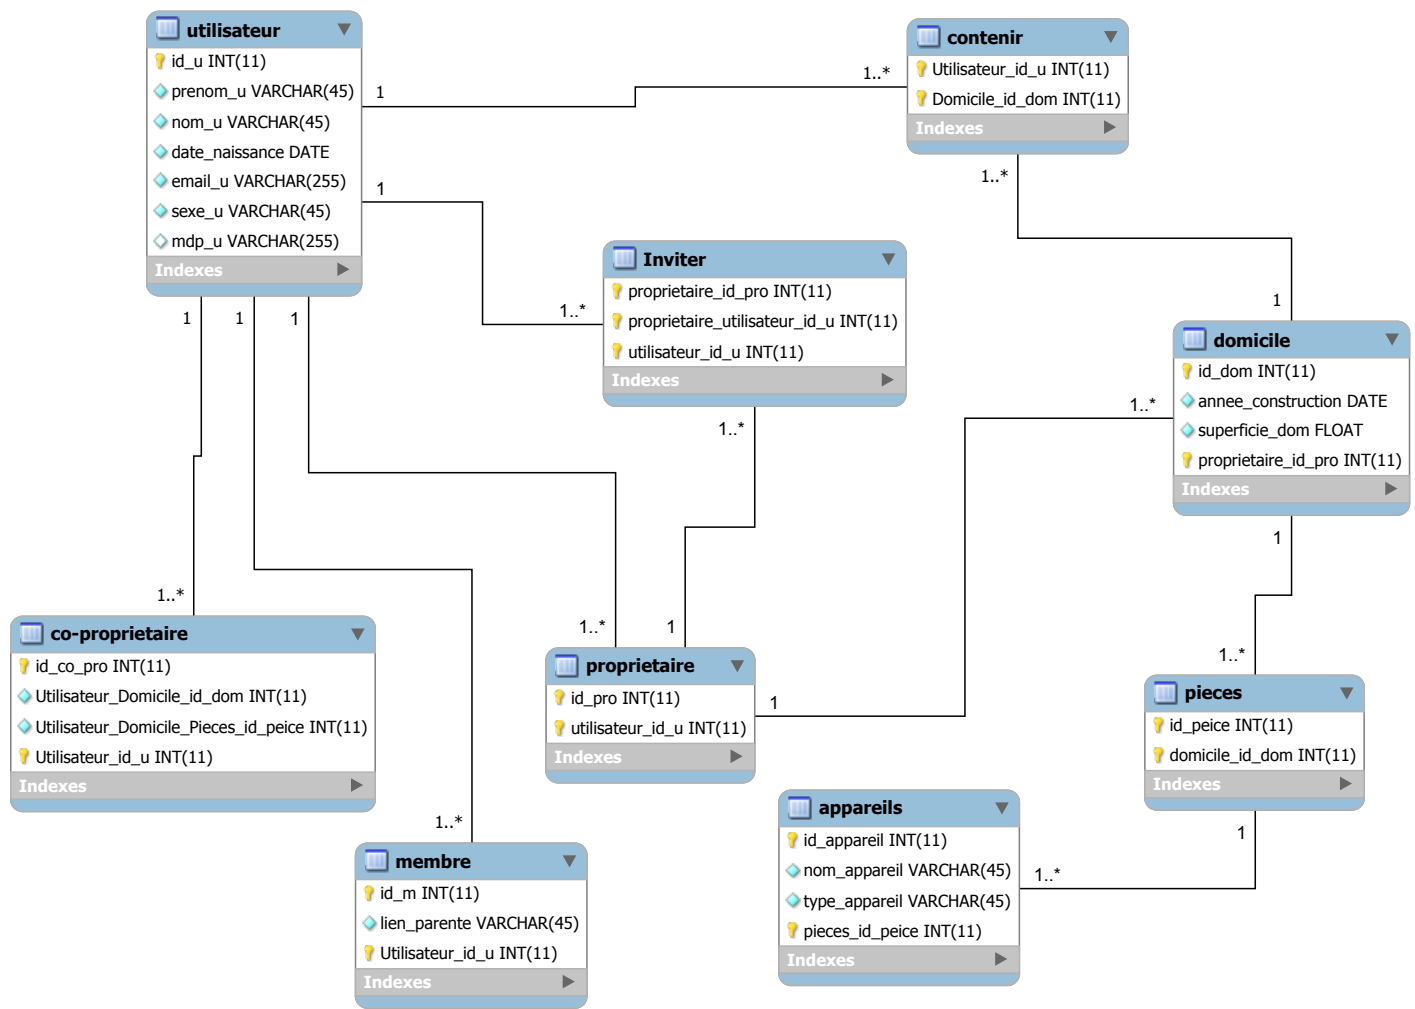 utilisateur
id_u INT(11)
prenom_u VARCHAR(45)
nom_u VARCHAR(45)
date_naissance DATE
email_u VARCHAR(255)
sexe_u VARCHAR(45)
mdp_u VARCHAR(255)
Indexes
1
1..*
contenir
Utilisateur_id_u INT(11)
Domicile_id_dom INT(11)
Indexes
1..*
1
1
1..*
Inviter
proprietaire_id_pro INT(11)
proprietaire_utilisateur_id_u INT(11)
utilisateur_id_u INT(11)
Indexes
1..*
1
domicile
id_dom INT(11)
annee_construction DATE
superficie_dom FLOAT
proprietaire_id_pro INT(11)
Indexes
1..*
1
1
1..*
1
1
1
1..*
1..*
1..*
co-proprietaire
id_co_pro INT(11)
Utilisateur_Domicile_id_dom INT(11)
Utilisateur_Domicile_Pieces_id_peice INT(11)
Utilisateur_id_u INT(11)
Indexes
proprietaire
id_pro INT(11)
utilisateur_id_u INT(11)
Indexes
pieces
id_peice INT(11)
domicile_id_dom INT(11)
Indexes
1
1..*
membre
id_m INT(11)
lien_parente VARCHAR(45)
Utilisateur_id_u INT(11)
Indexes
appareils
id_appareil INT(11)
nom_appareil VARCHAR(45)
type_appareil VARCHAR(45)
pieces_id_peice INT(11)
Indexes